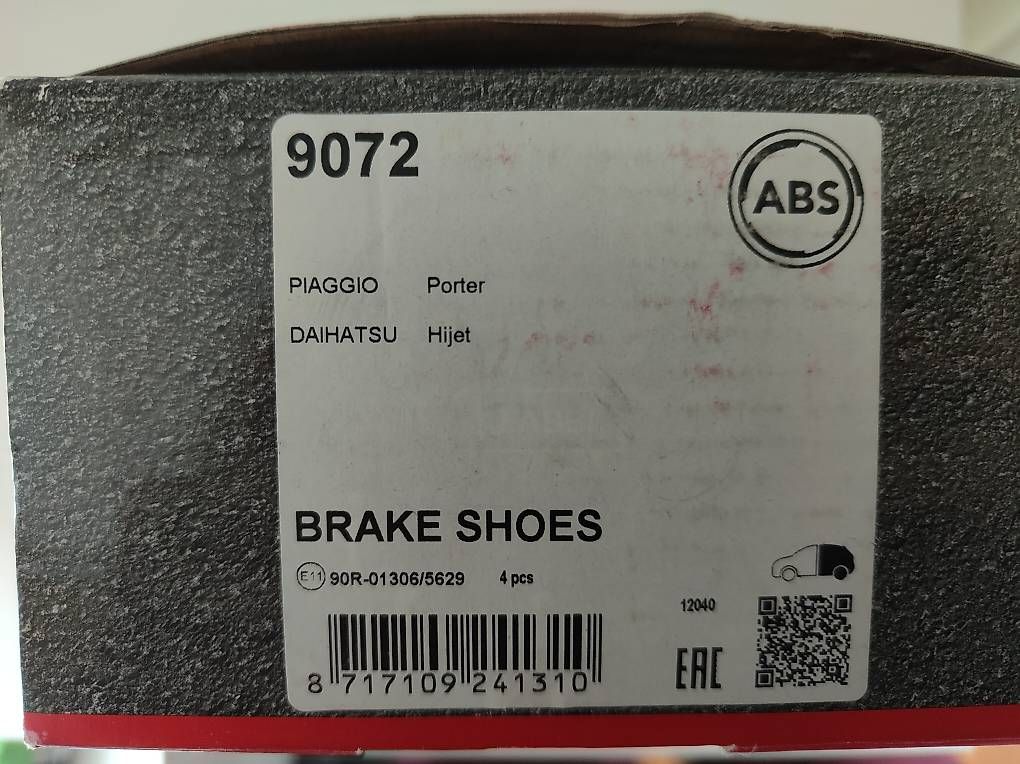 9072
ABS
PIAGGIO Porter
DAIHATSU Hijet
BRAKE SHOES
E11 90R-01306/5629 4 pcs
12040
EAC
8 717109 241310